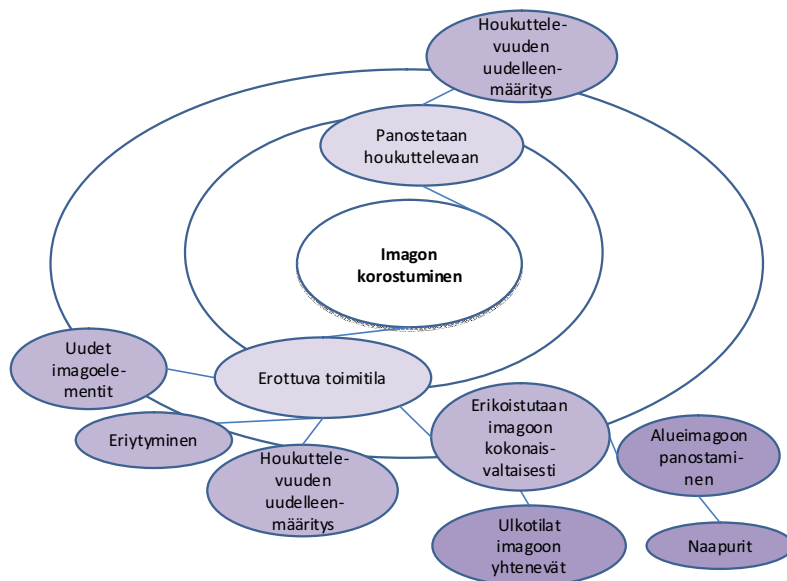 Houkuttele-
vuuden
uudelleen-
määritys
Panostetaan
houkuttelevaan
Imagon
korostuminen
Uudet
imagoele-
mentit
Erottuva toimitila
Eriytyminen
Houkuttele-
vuuden
uudelleen-
määritys
Erikoistutaan
imagoon
kokonais-
valtaisesti
Alueimagoon
panostami-
nen
Ulkotilat
imagoon
yhtenevät
Naapurit